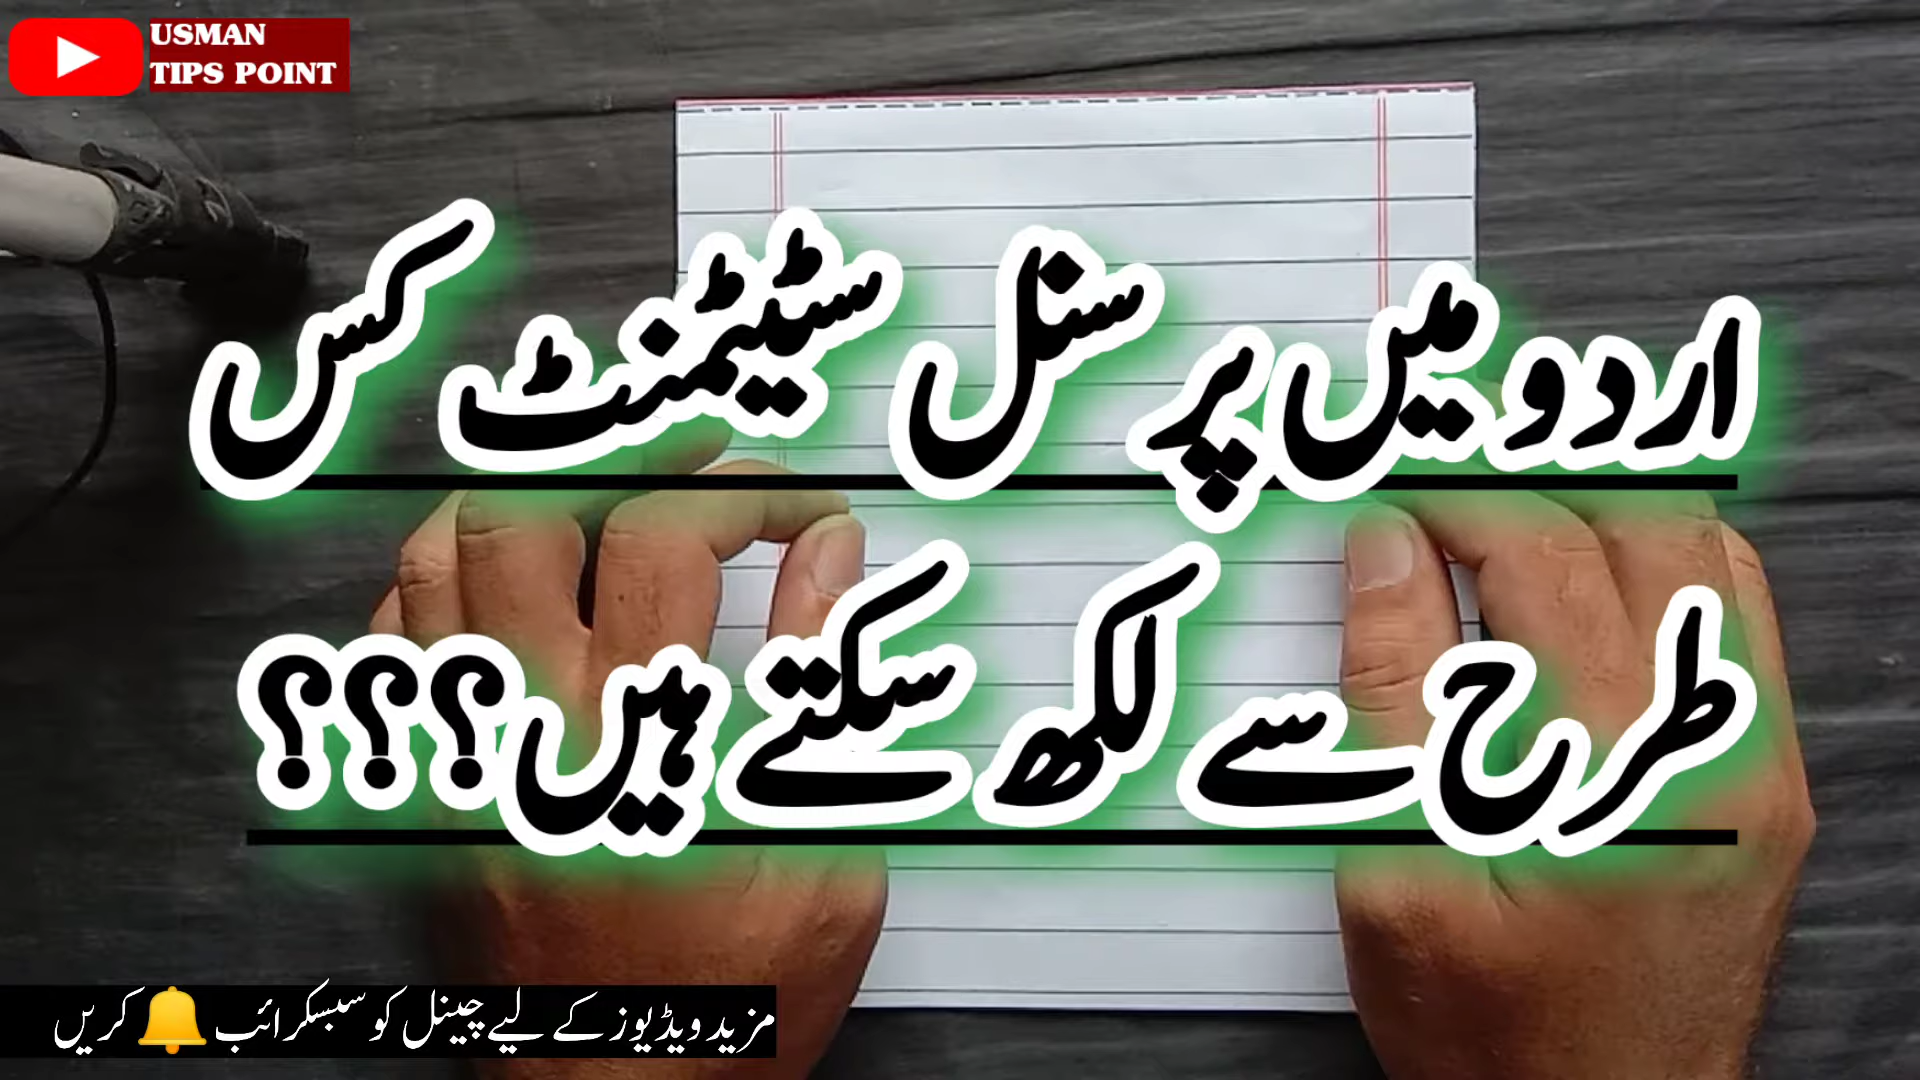 USMAN
TIPS POINT
اردو میں پرسنل سٹیٹمنٹ کس
طرح سے لکھ سکتے ہیں؟؟؟
مزید ویڈیوز کے لیے چینل کو سبسکرائب🔔کریں